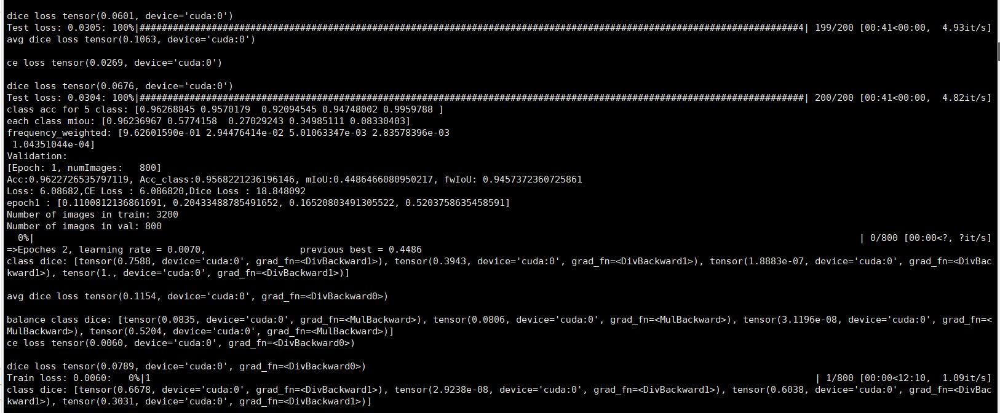 dice loss tensor(0.0601, device='cuda:0')
Test loss: 0.0305: 100%|#######################################################################################################################4| 199/200 [00:41<00:00,  4.93it/s]
avg dice loss tensor(0.1063, device='cuda:0')
ce loss tensor(0.0269, device='cuda:0')
dice loss tensor(0.0676, device='cuda:0')
Test loss: 0.0304: 100%|########################################################################################################################| 200/200 [00:41<00:00,  4.82it/s]
class acc for 5 class: [0.96268845 0.9570179  0.92094545 0.94748002 0.9959788 ]
each class miou: [0.96236967 0.5774158  0.27029243 0.34985111 0.08330403]
frequency_weighted: [9.62601590e-01 2.94476414e-02 5.01063347e-03 2.83578396e-03
 1.04351044e-04]
Validation:
[Epoch: 1, numImages:   800]
Acc:0.9622726535797119, Acc_class:0.9568221236196146, mIoU:0.4486466080950217, fwIoU: 0.9457372360725861
Loss: 6.08682,CE Loss : 6.086820,Dice Loss : 18.848092
epoch1 : [0.1100812136861691, 0.20433488785491652, 0.16520803491305522, 0.5203758635458591]
Number of images in train: 3200
Number of images in val: 800
  0%|                                                                                                                        | 0/800 [00:00<?, ?it/s]
=>Epoches 2, learning rate = 0.0070,                 previous best = 0.4486
class dice: [tensor(0.7588, device='cuda:0', grad_fn=<DivBackward1>), tensor(0.3943, device='cuda:0', grad_fn=<DivBackward1>), tensor(1.8883e-07, device='cuda:0', grad_fn=<DivBac
kward1>), tensor(1., device='cuda:0', grad_fn=<DivBackward1>)]
avg dice loss tensor(0.1154, device='cuda:0', grad_fn=<DivBackward0>)
balance class dice: [tensor(0.0835, device='cuda:0', grad_fn=<MulBackward>), tensor(0.0806, device='cuda:0', grad_fn=<MulBackward>), tensor(3.1196e-08, device='cuda:0', grad_fn=<
MulBackward>), tensor(0.5204, device='cuda:0', grad_fn=<MulBackward>)]
ce loss tensor(0.0060, device='cuda:0', grad_fn=<DivBackward0>)
dice loss tensor(0.0789, device='cuda:0', grad_fn=<DivBackward0>)
Train loss: 0.0060:   0%|1                                                                                                                        | 1/800 [00:00<12:10,  1.09it/s]
class dice: [tensor(0.6678, device='cuda:0', grad_fn=<DivBackward1>), tensor(2.9238e-08, device='cuda:0', grad_fn=<DivBackward1>), tensor(0.6038, device='cuda:0', grad_fn=<DivBac
kward1>), tensor(0.3031, device='cuda:0', grad_fn=<DivBackward1>)]